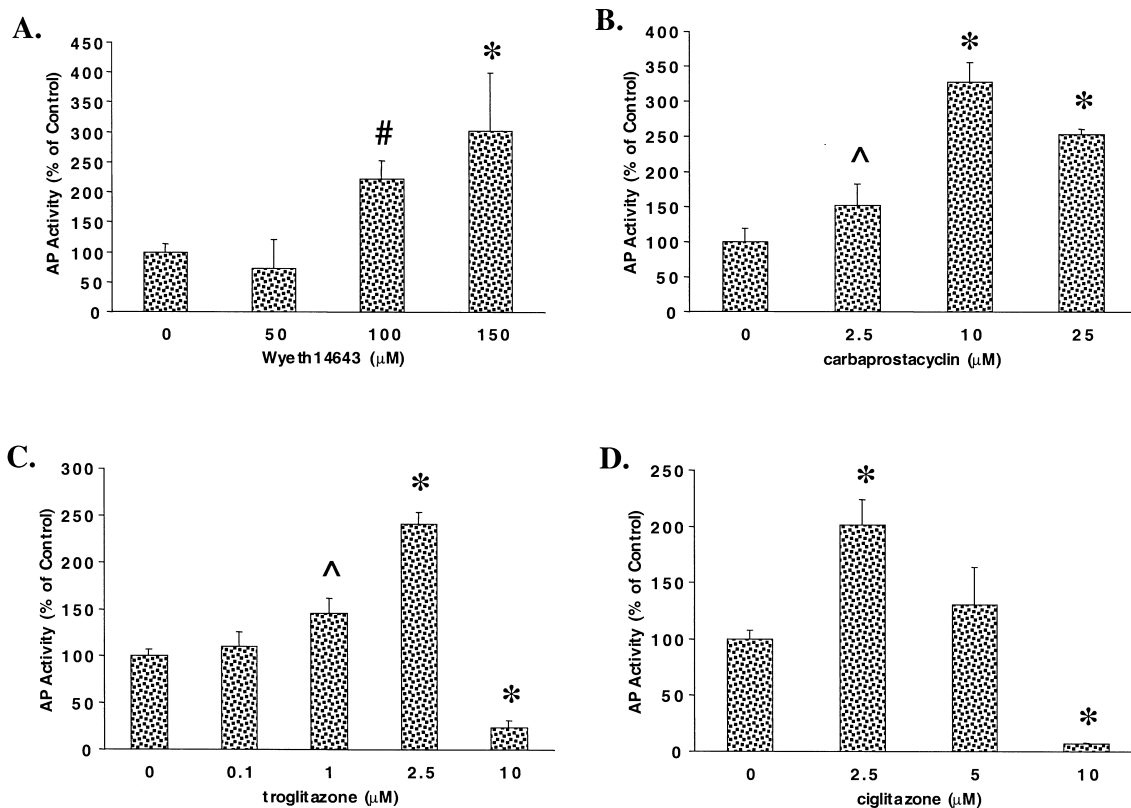 A.
AP Activity (% of Control)
450
400
350
300
250
200
150
100
50
0
#
*
0 50 100 150
Wyeth14643 (µM)
B.
AP Activity (% of Control)
400
350
300
250
200
150
100
50
0
^
*
*
0 2.5 10 25
carbaprostacyclin (µM)
C.
AP Activity (% of Control)
300
250
200
150
100
50
0
^
*
*
0 0.1 1 2.5 10
troglitazone (µM)
D.
AP Activity (% of Control)
250
200
150
100
50
0
*
*
0 2.5 5 10
ciglitazone (µM)